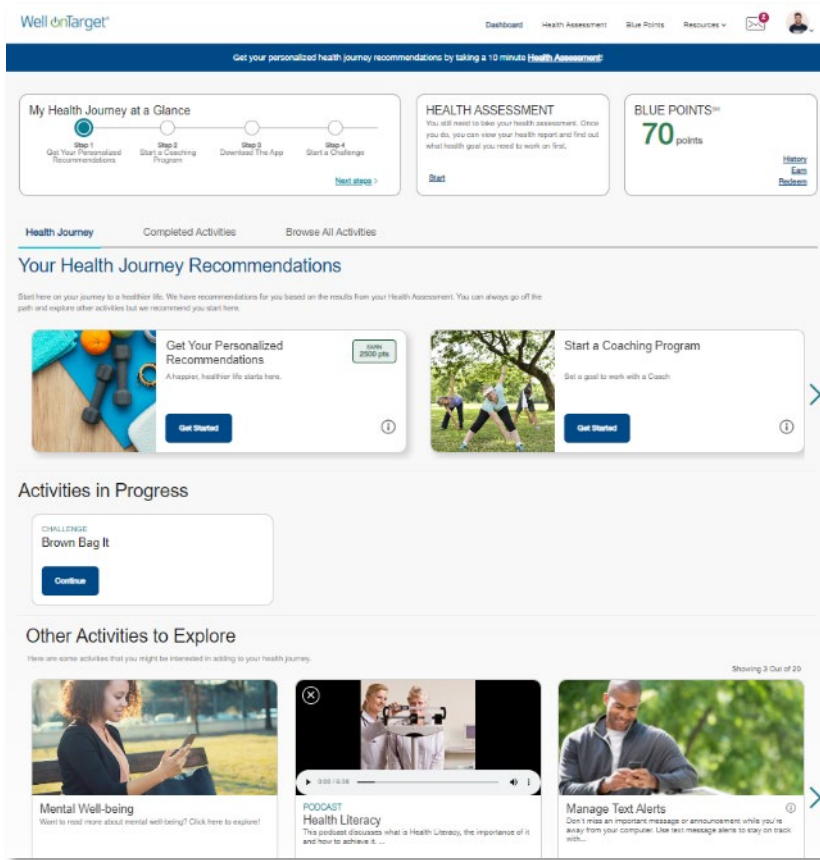 Well onTarget®
Dashboard
Health Assessment
Blue Points
Resources
2
Get your personalized health journey recommendations by taking a 10 minute Health Assessment!
My Health Journey at a Glance
Step 1
Get Your Personalized
Recommendations
Step 2
Start a Coaching
Program
Step 3
Download The App
Step 4
Start a Challenge
Next steps >
HEALTH ASSESSMENT
You still need to take your health assessment. Once
you do, you can view your health report and find out
what health goal you need to work on first.
Start
BLUE POINTS℠
70 points
History
Earn
Redeem
Health Journey
Completed Activities
Browse All Activities
Your Health Journey Recommendations
Start here on your journey to a healthier life. We have recommendations for you based on the results from your Health Assessment. You can always go off the
path and explore other activities but we recommend you start here.
Get Your Personalized
Recommendations
A happier, healthier life starts here.
EARN
2500 pts
Get Started
Start a Coaching Program
Set a goal to work with a Coach
Get Started
Activities in Progress
CHALLENGE
Brown Bag It
Continue
Other Activities to Explore
Here are some activities that you might be interested in adding to your health journey.
Showing 3 Out of 20
Mental Well-being
Want to read more about mental well-being? Click here to explore!
0:00 /
PODCAST
Health Literacy
This podcast discusses what is Health Literacy, the importance of it
and how to achieve it. ...
Manage Text Alerts
Don't miss an important message or announcement while you're
away from your computer. Use text message alerts to stay on track
with...